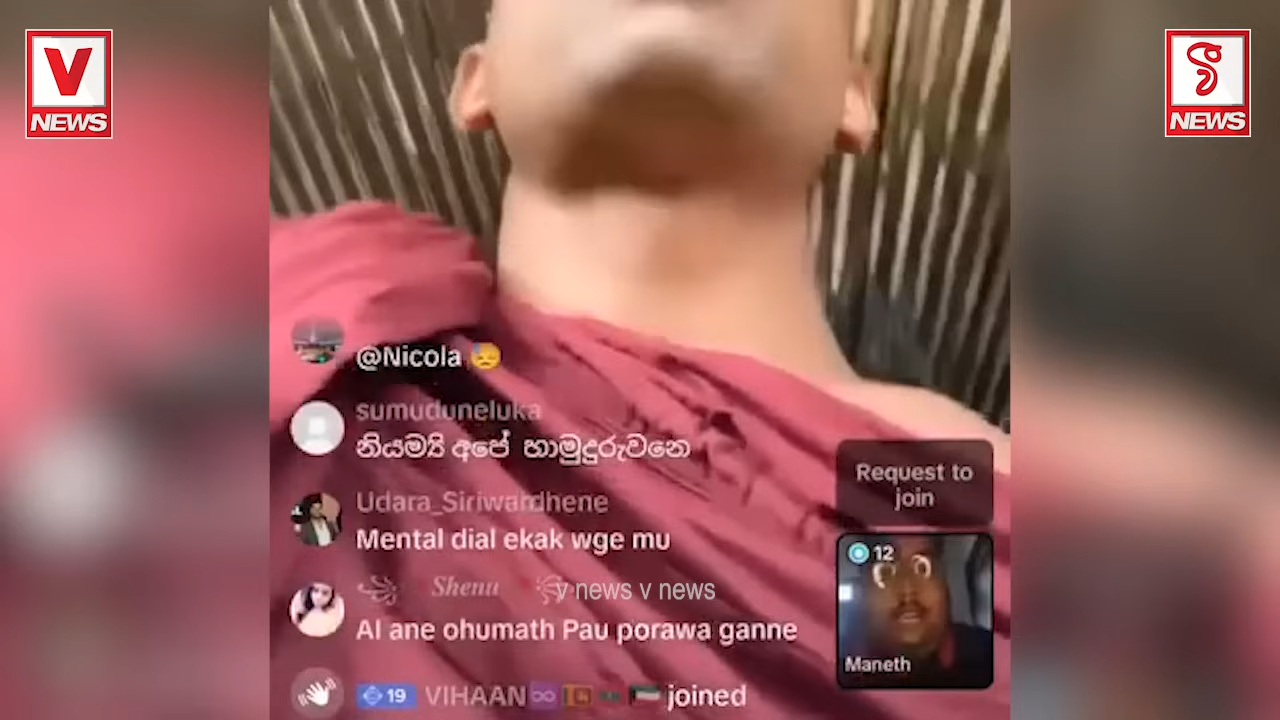 V
NEWS
NEWS
@Nicola 😓
sumuduneluka
නියමයි අපේ හාමුදුරුවනෙ
Udara_Siriwardhene
Mental dial ekak wge mu
Shenu
v news v news
AI ane ohumath Pau porawa ganne
19 VIHAAN♾️🇱🇰 🇵🇸 joined
Request to
join
12
Maneth